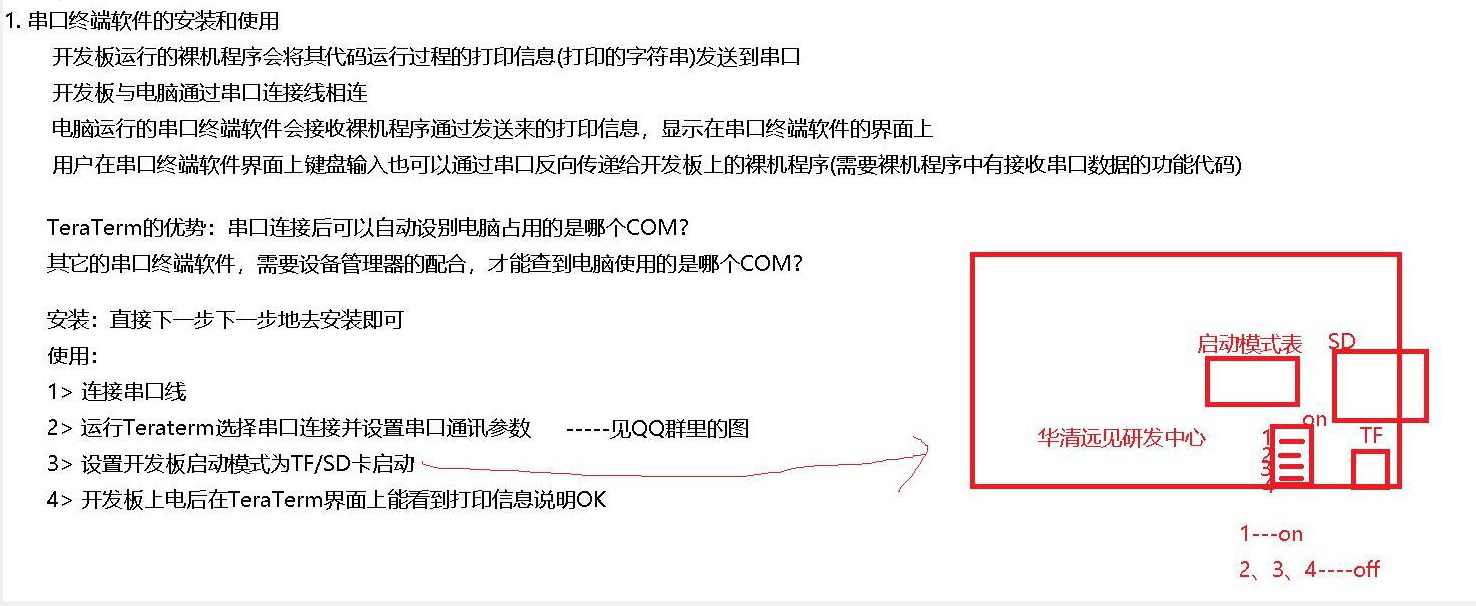 1. 串口终端软件的安装和使用
开发板运行的裸机程序会将其代码运行过程的打印信息(打印的字符串)发送到串口
开发板与电脑通过串口连接线相连
电脑运行的串口终端软件会接收裸机程序通过发送来的打印信息，显示在串口终端软件的界面上
用户在串口终端软件界面上键盘输入也可以通过串口反向传递给开发板上的裸机程序(需要裸机程序中有接收串口数据的功能代码)
TeraTerm的优势：串口连接后可以自动设别电脑占用的是哪个COM？
其它的串口终端软件，需要设备管理器的配合，才能查到电脑使用的是哪个COM？
安装：直接下一步下一步地去安装即可
使用：
1> 连接串口线
2> 运行Teraterm选择串口连接并设置串口通讯参数 -----见QQ群里的图
3> 设置开发板启动模式为TF/SD卡启动
4> 开发板上电后在TeraTerm界面上能看到打印信息说明OK
启动模式表
SD
on
华清远见研发中心
1
2
3
4
TF
1---on
2、3、4----off